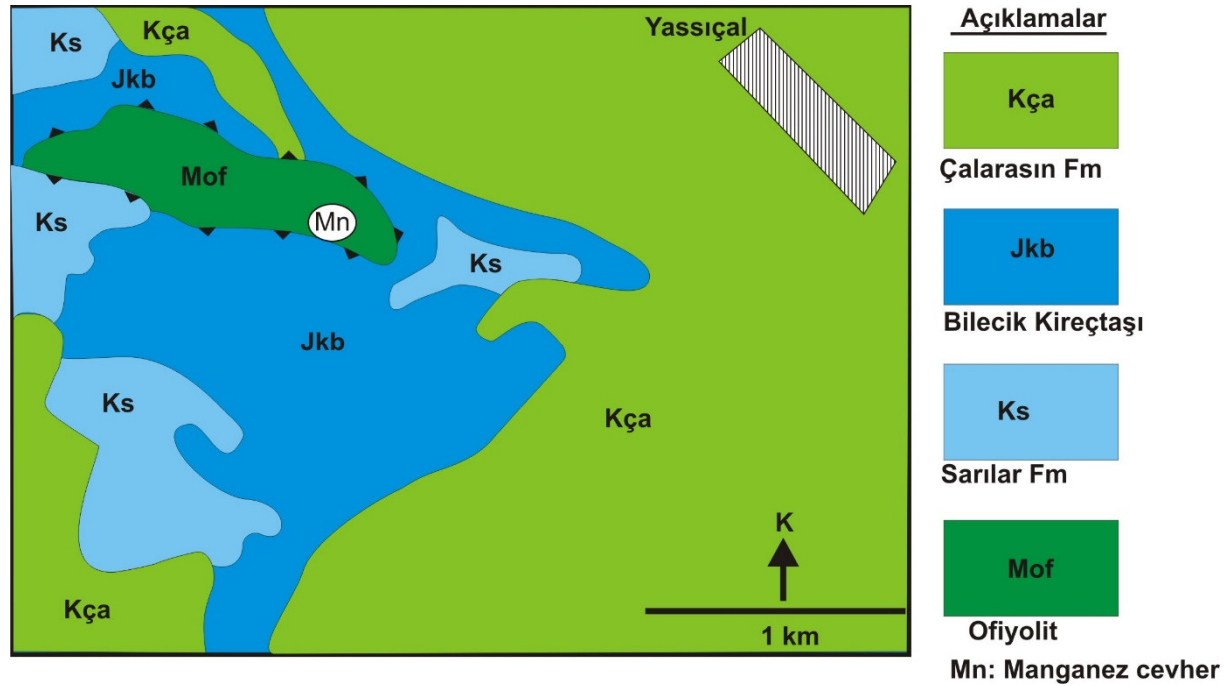 Ks
Kça
Yassıçal
Jkb
Mof
Mn
Ks
Ks
Jkb
Ks
Kça
Kça
K
1 km
Açıklamalar
Kça
Çalarasın Fm
Jkb
Bilecik Kireçtaşı
Ks
Sarılar Fm
Mof
Ofiyolit
Mn: Manganez cevher